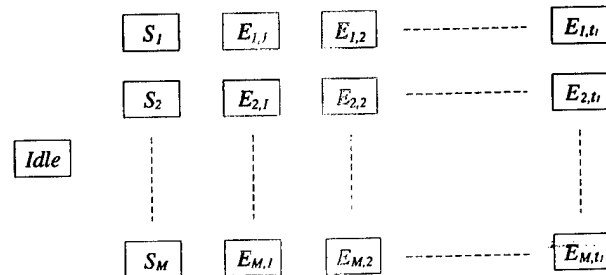 S1 E1,1 E1,2 E1,t1
S2 E2,1 E2,2 E2,t1
Idle
SM EM,1 EM,2 EM,t1